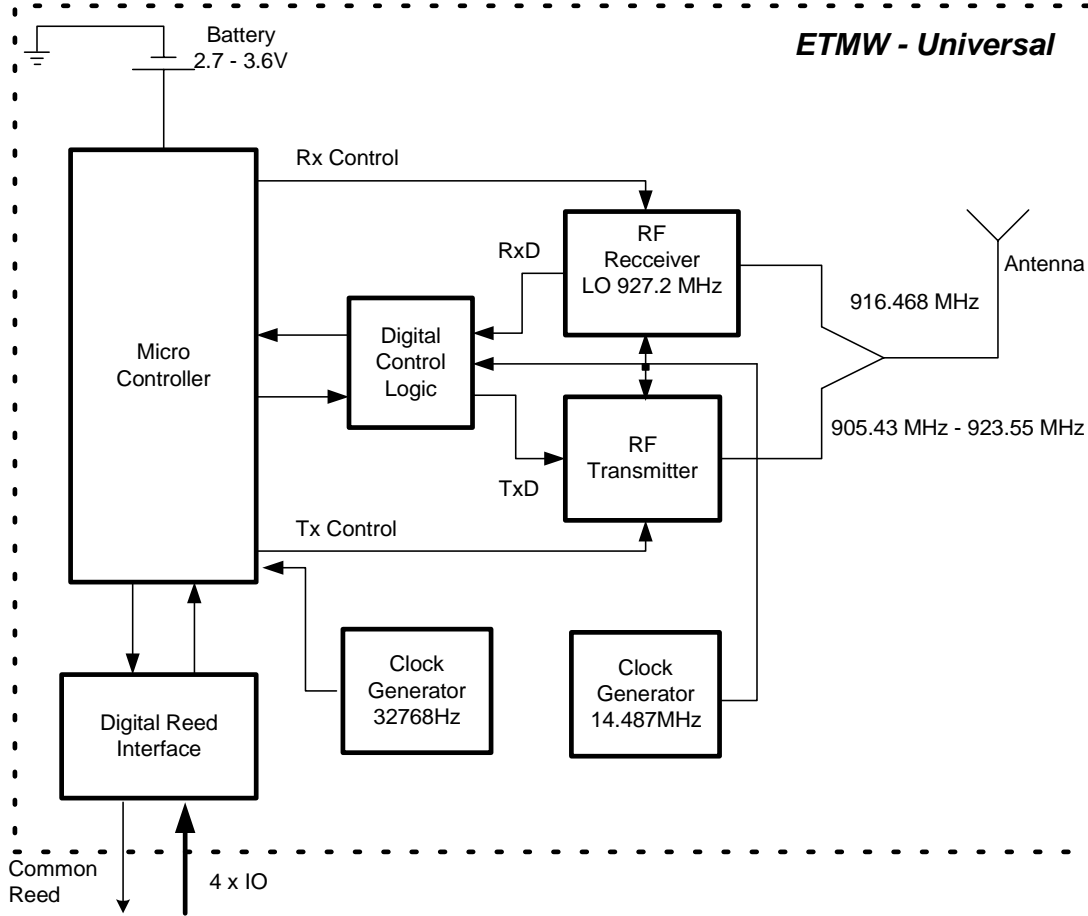 Battery
2.7 - 3.6V
ETMW - Universal
Rx Control
RF
Recceiver
LO 927.2 MHz
RxD
Antenna
916.468 MHz
Micro
Controller
Digital
Control
Logic
905.43 MHz - 923.55 MHz
RF
Transmitter
TxD
Tx Control
Clock
Generator
32768Hz
Clock
Generator
14.487MHz
Digital Reed
Interface
Common
Reed
4 x IO